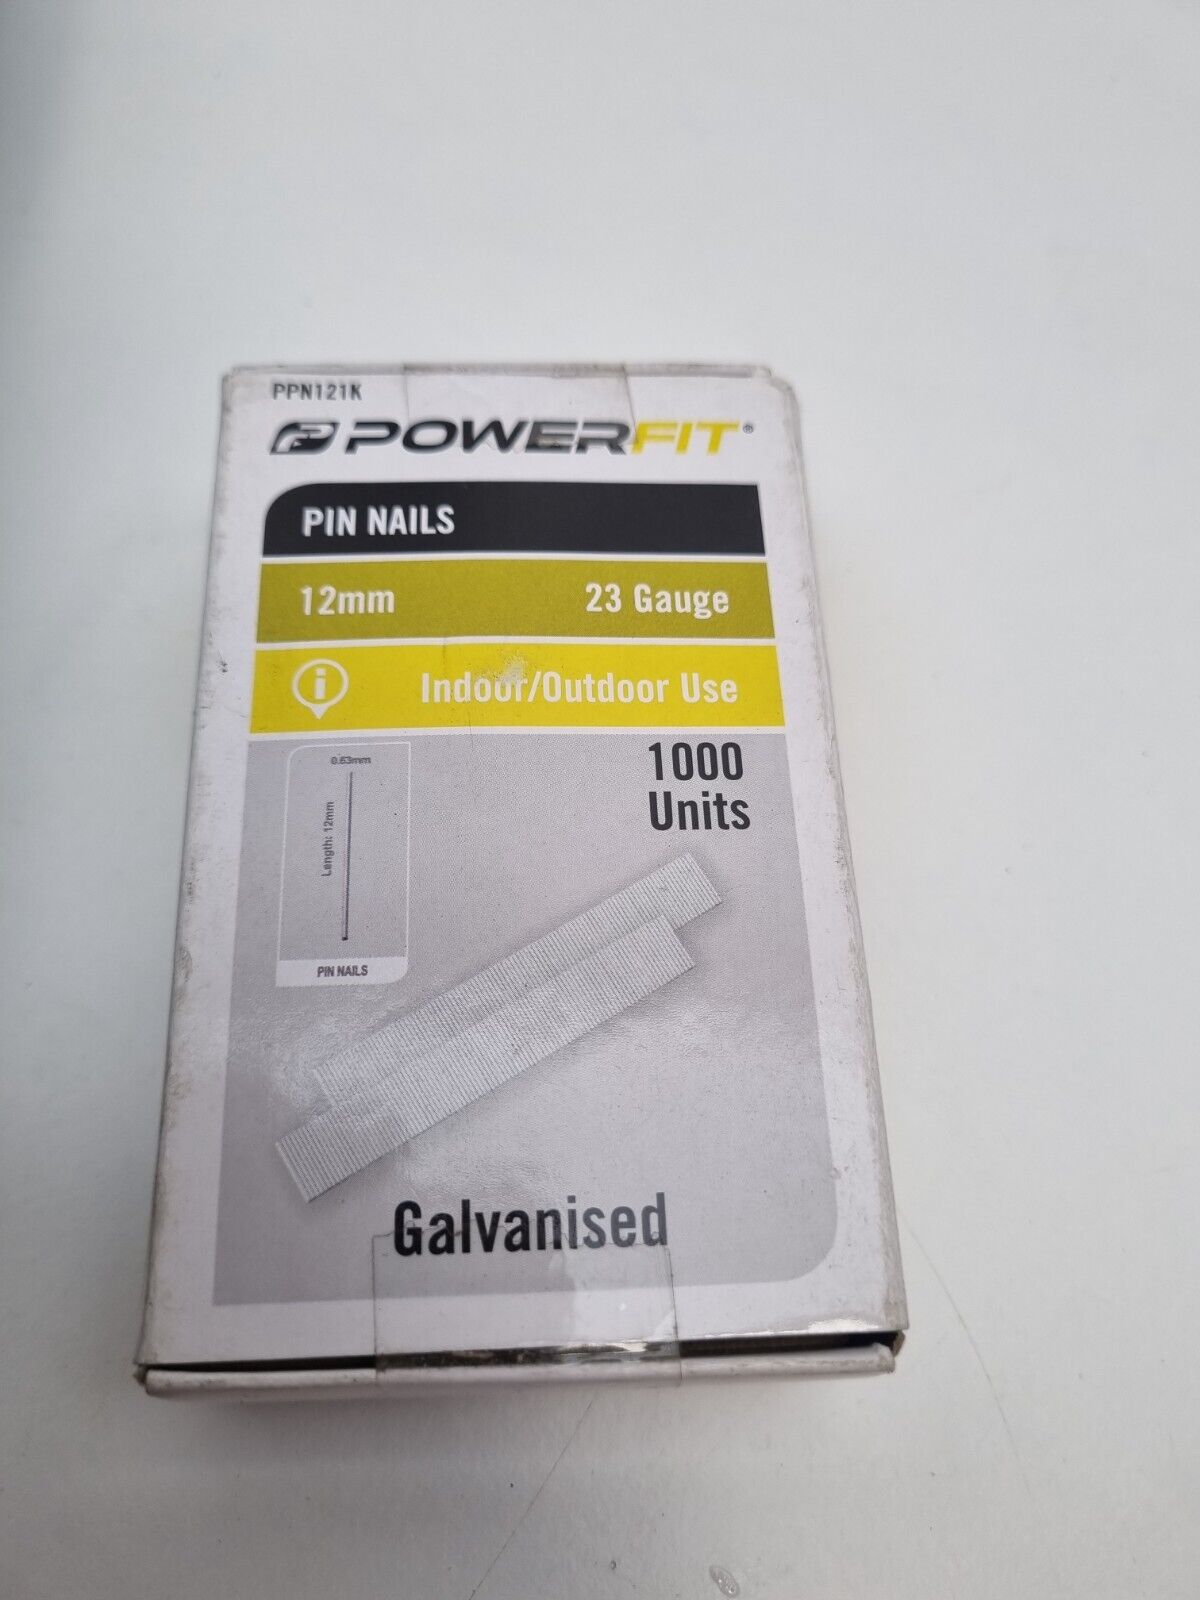 PPN121K
POWERFIT®
PIN NAILS
12mm 23 Gauge
i Indoor/Outdoor Use
1000
Units
0.63mm
Length: 12mm
PIN NAILS
Galvanised